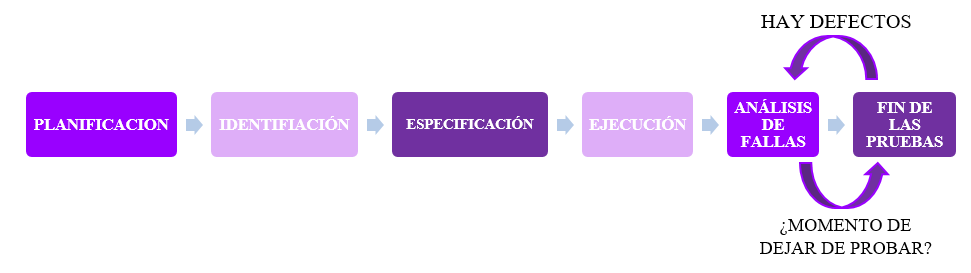 HAY DEFECTOS
PLANIFICACION
IDENTIFIACIÓN
ESPECIFICACIÓN
EJECUCIÓN
ANÁLISIS
DE
FALLAS
FIN DE
LAS
PRUEBAS
¿MOMENTO DE
DEJAR DE PROBAR?